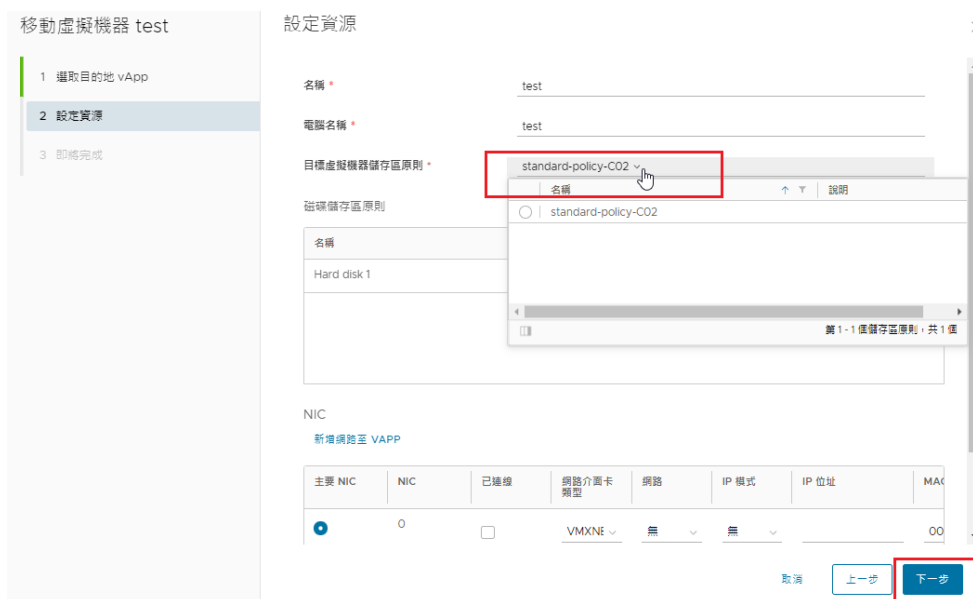 移動虛擬機器 test
設定資源
1 選取目的地 vApp
2 設定資源
3 即將完成
名稱 *
test
電腦名稱 *
test
目標虛擬機器儲存區原則 *
standard-policy-C02
名稱
說明
standard-policy-C02
第 1 - 1 個儲存區原則，共 1 個
磁碟儲存區原則
名稱
Hard disk 1
NIC
新增網路至 VAPP
主要 NIC
NIC
已連線
網路介面卡
類型
網路
IP 模式
IP 位址
MAC
0
VMXNE
無
無
00
取消
上一步
下一步